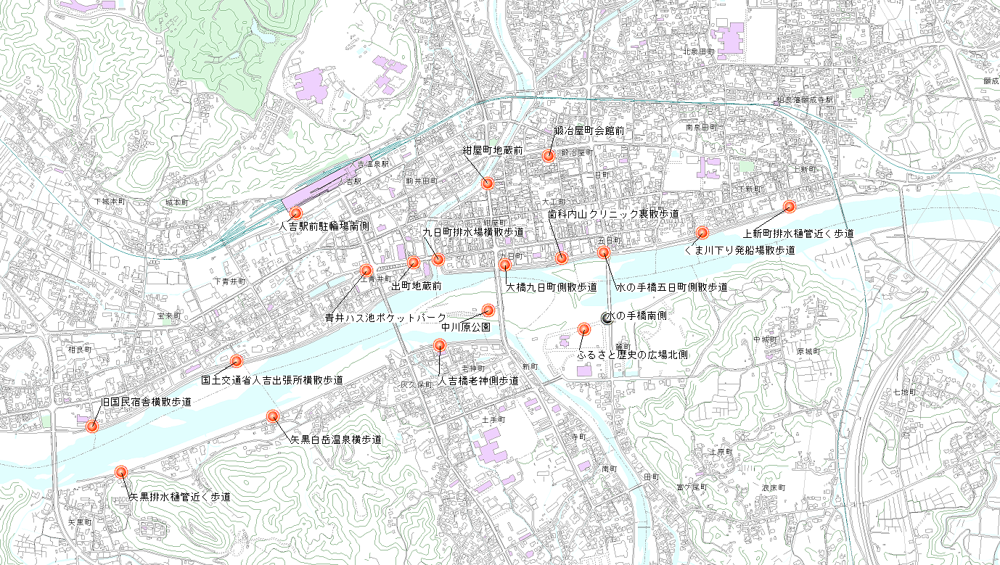 北泉田町
願成
相良藩願成寺駅
南泉田町
鍛冶屋町会館前
紺屋町地蔵前
鍛冶屋町
人吉温泉駅
上新町
二日町
駒井田町
下新町
下城本町
城本町
大工町
歯科内山クリニック裏散歩道
人吉駅前駐輪場南側
紺屋町
九日町排水場横散歩道
上新町排水樋管近く歩道
五日町
くま川下り発船場散歩道
下青井町
上青井町
出町地蔵前
大橋九日町側散歩道
水の手橋五日町側散歩道
宝来町
青井ハス池ポケットパーク
水の手橋南側
中川原公園
中城町
相良町
麓町
原城町
ふるさと歴史の広場北側
老神町
新町
国土交通省人吉出張所横散歩道
人吉橋老神側歩道
灰久保町
七地町
旧国民宿舎横散歩道
土手町
矢黒白岳温泉横歩道
寺町
上原町
南町
田町
富ケ尾町
浪床町
矢黒排水樋管近く歩道
矢黒町